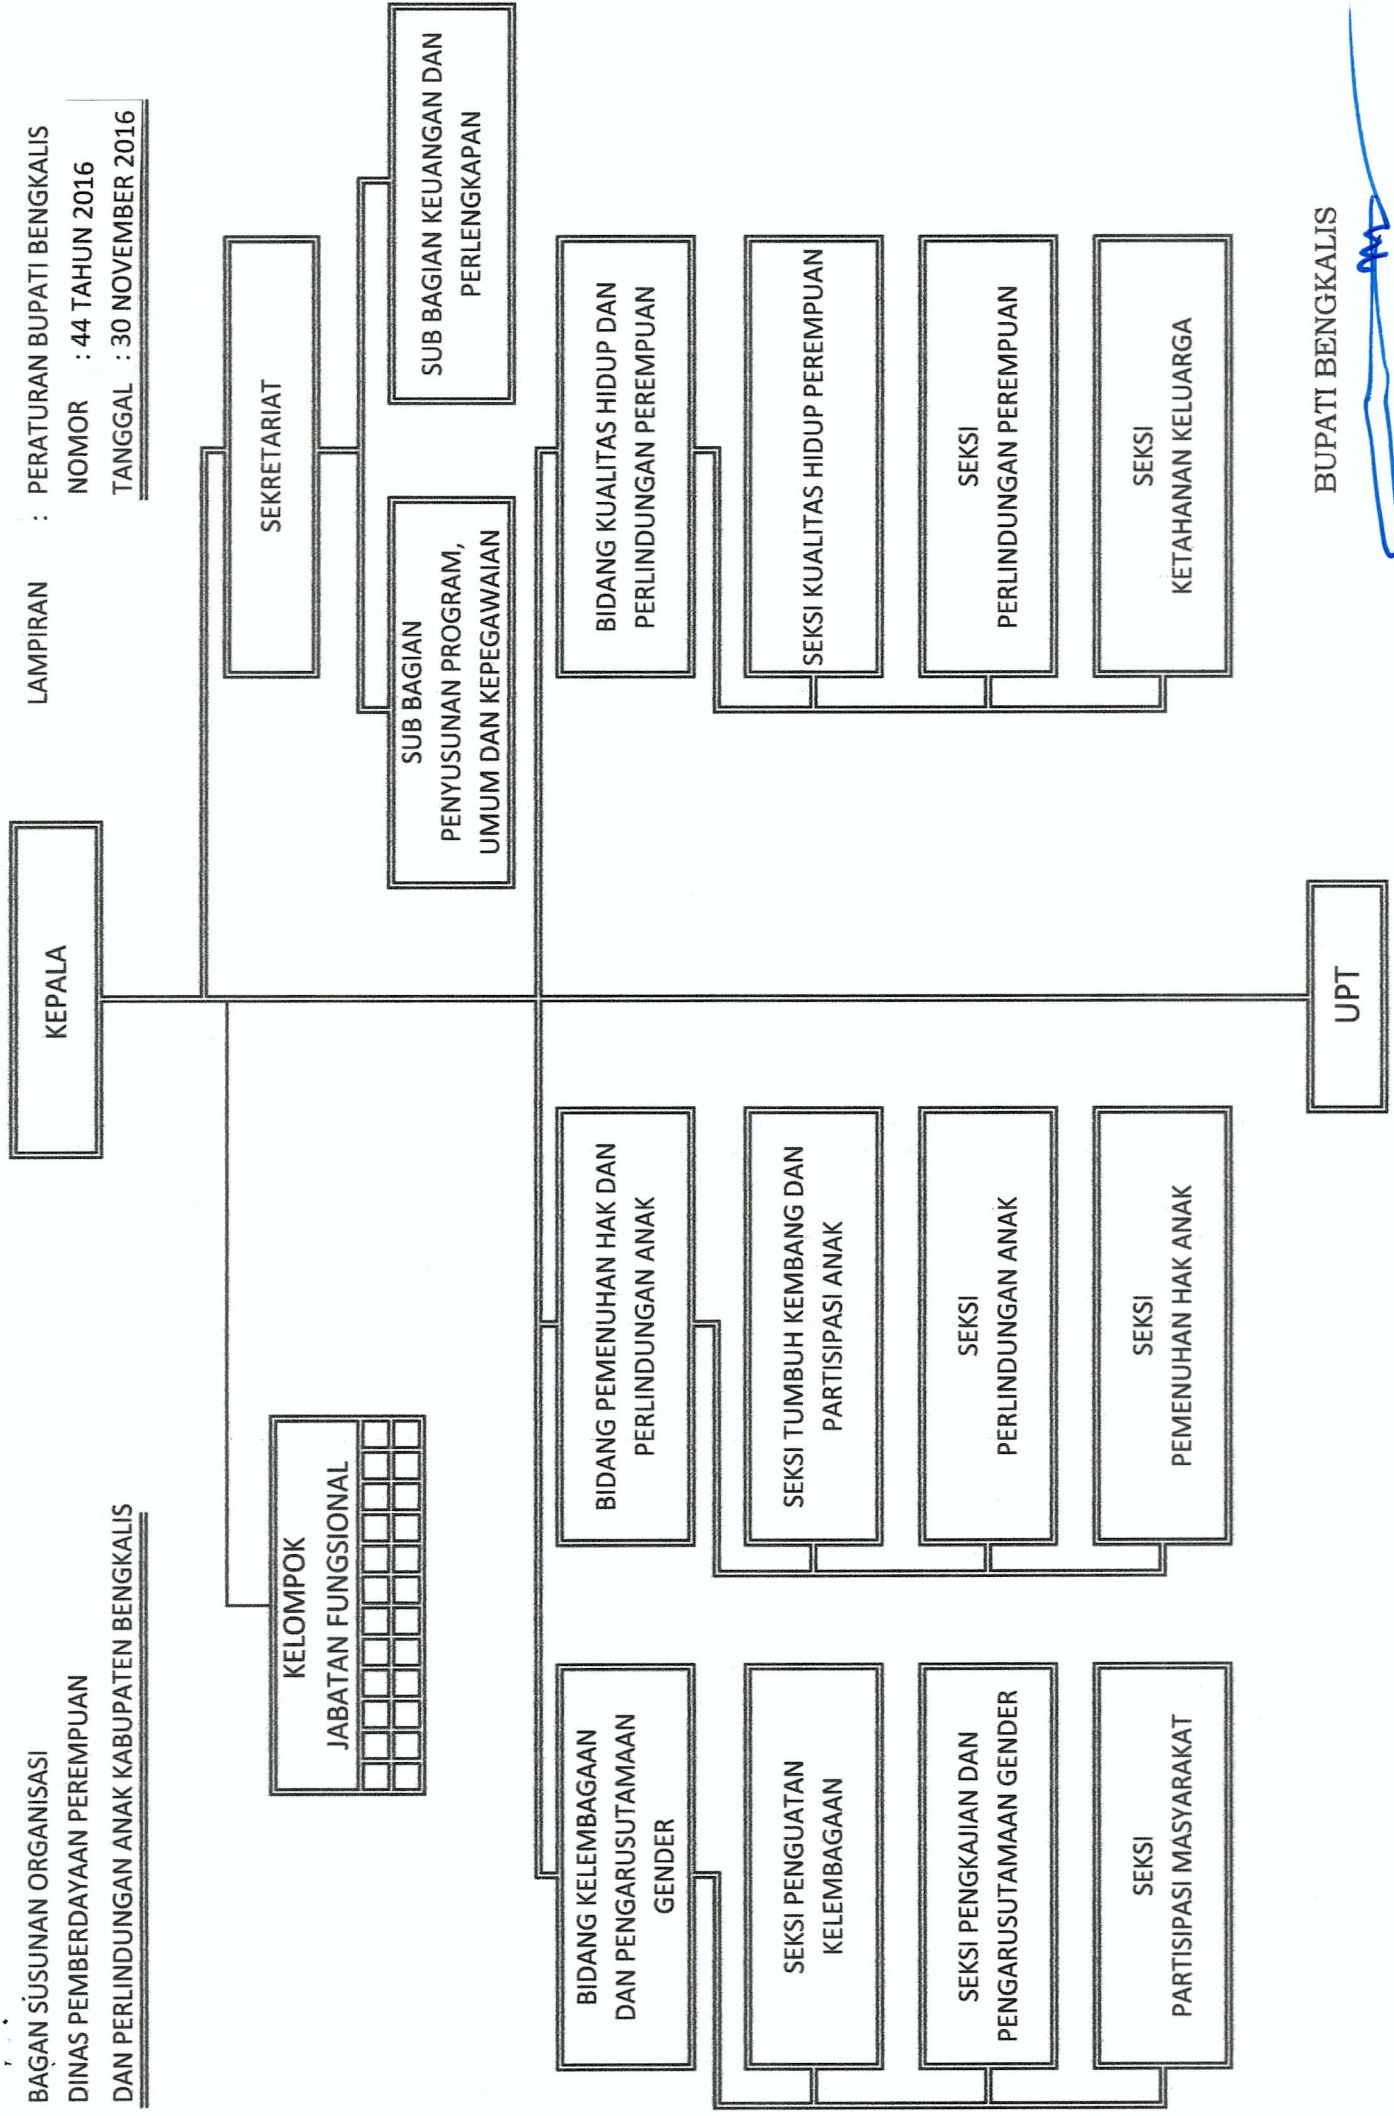 BAGAN SUSUNAN ORGANISASI
DINAS PEMBERDAYAAN PEREMPUAN
DAN PERLINDUNGAN ANAK KABUPATEN BENGKALIS
LAMPIRAN : PERATURAN BUPATI BENGKALIS
NOMOR : 44 TAHUN 2016
TANGGAL : 30 NOVEMBER 2016
KEPALA
KELOMPOK
JABATAN FUNGSIONAL
SEKRETARIAT
SUB BAGIAN
PENYUSUNAN PROGRAM,
UMUM DAN KEPEGAWAIAN
SUB BAGIAN KEUANGAN DAN
PERLENGKAPAN
BIDANG KELEMBAGAAN
DAN PENGARUSUTAMAAN
GENDER
SEKSI PENGUATAN
KELEMBAGAAN
SEKSI PENGKAJIAN DAN
PENGARUSUTAMAAN GENDER
SEKSI
PARTISIPASI MASYARAKAT
BIDANG PEMENUHAN HAK DAN
PERLINDUNGAN ANAK
SEKSI TUMBUH KEMBANG DAN
PARTISIPASI ANAK
SEKSI
PERLINDUNGAN ANAK
SEKSI
PEMENUHAN HAK ANAK
BIDANG KUALITAS HIDUP DAN
PERLINDUNGAN PEREMPUAN
SEKSI KUALITAS HIDUP PEREMPUAN
SEKSI
PERLINDUNGAN PEREMPUAN
SEKSI
KETAHANAN KELUARGA
UPT
BUPATI BENGKALIS